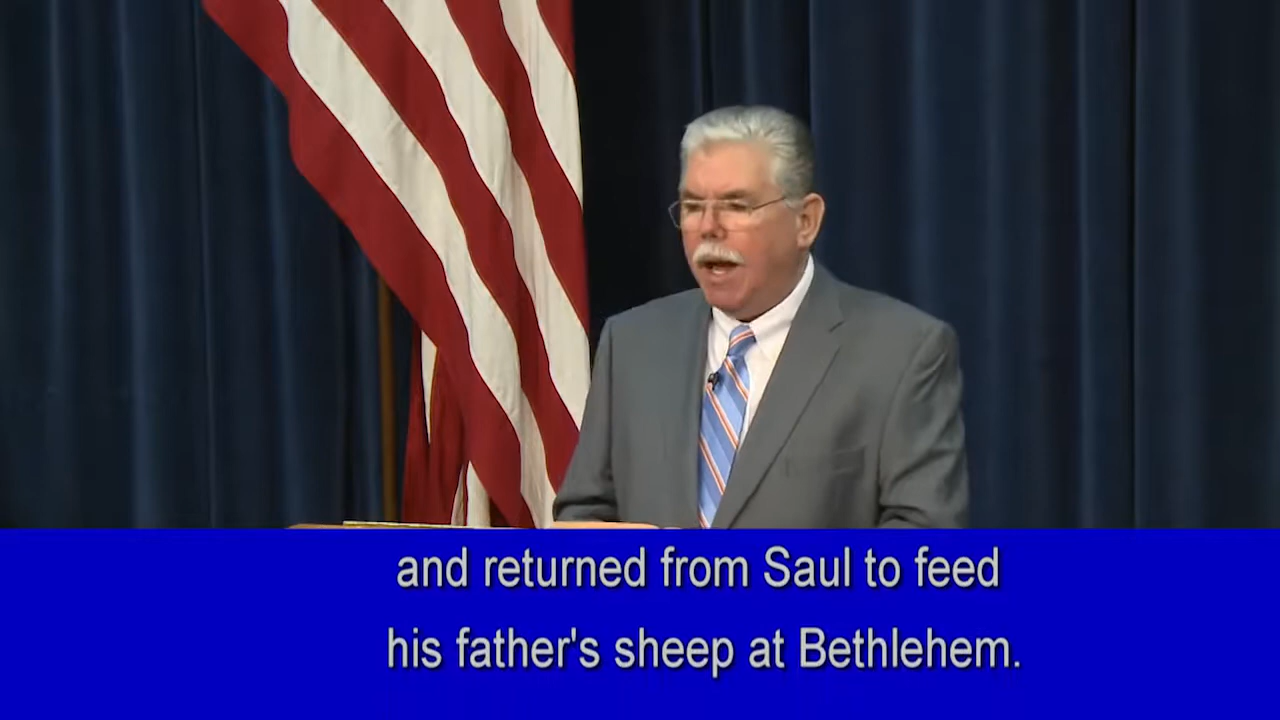 and returned from Saul to feed
his father's sheep at Bethlehem.